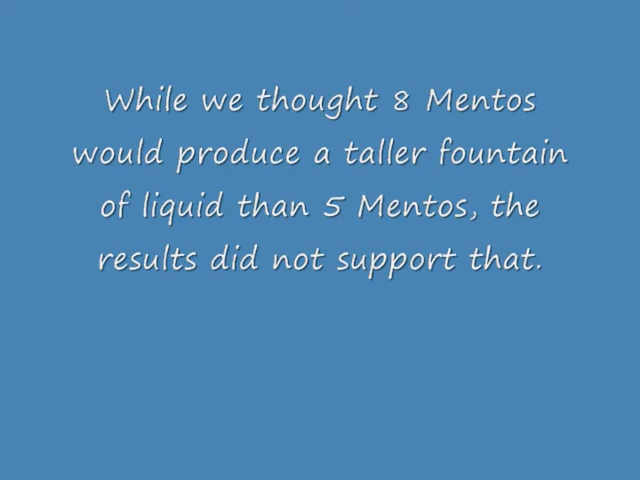 While we thought 8 Mentos
would produce a taller fountain
of liquid than 5 Mentos, the
results did not support that.